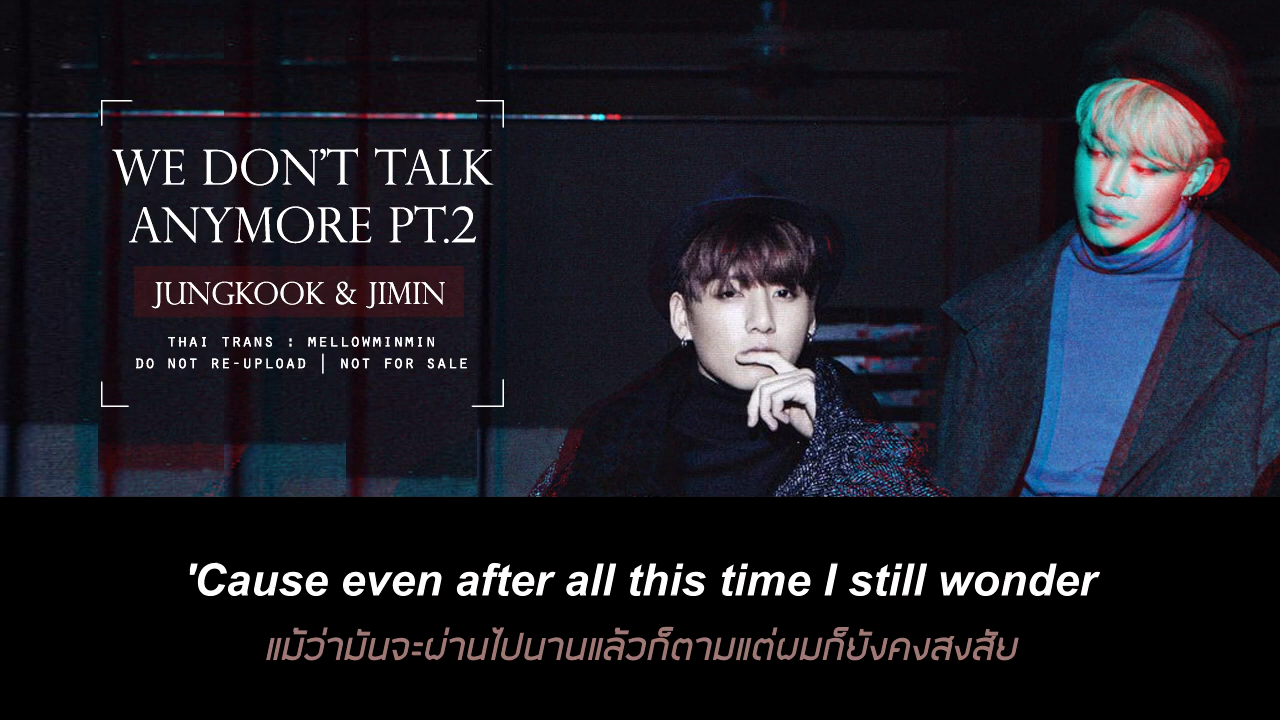 WE DON'T TALK
ANYMORE PT.2
JUNGKOOK & JIMIN
THAI TRANS : MELLOWMINMIN
DO NOT RE-UPLOAD | NOT FOR SALE
'Cause even after all this time I still wonder
แม้ว่ามันจะผ่านไปนานแล้วก็ตามแต่ผมก็ยังคงสงสัย